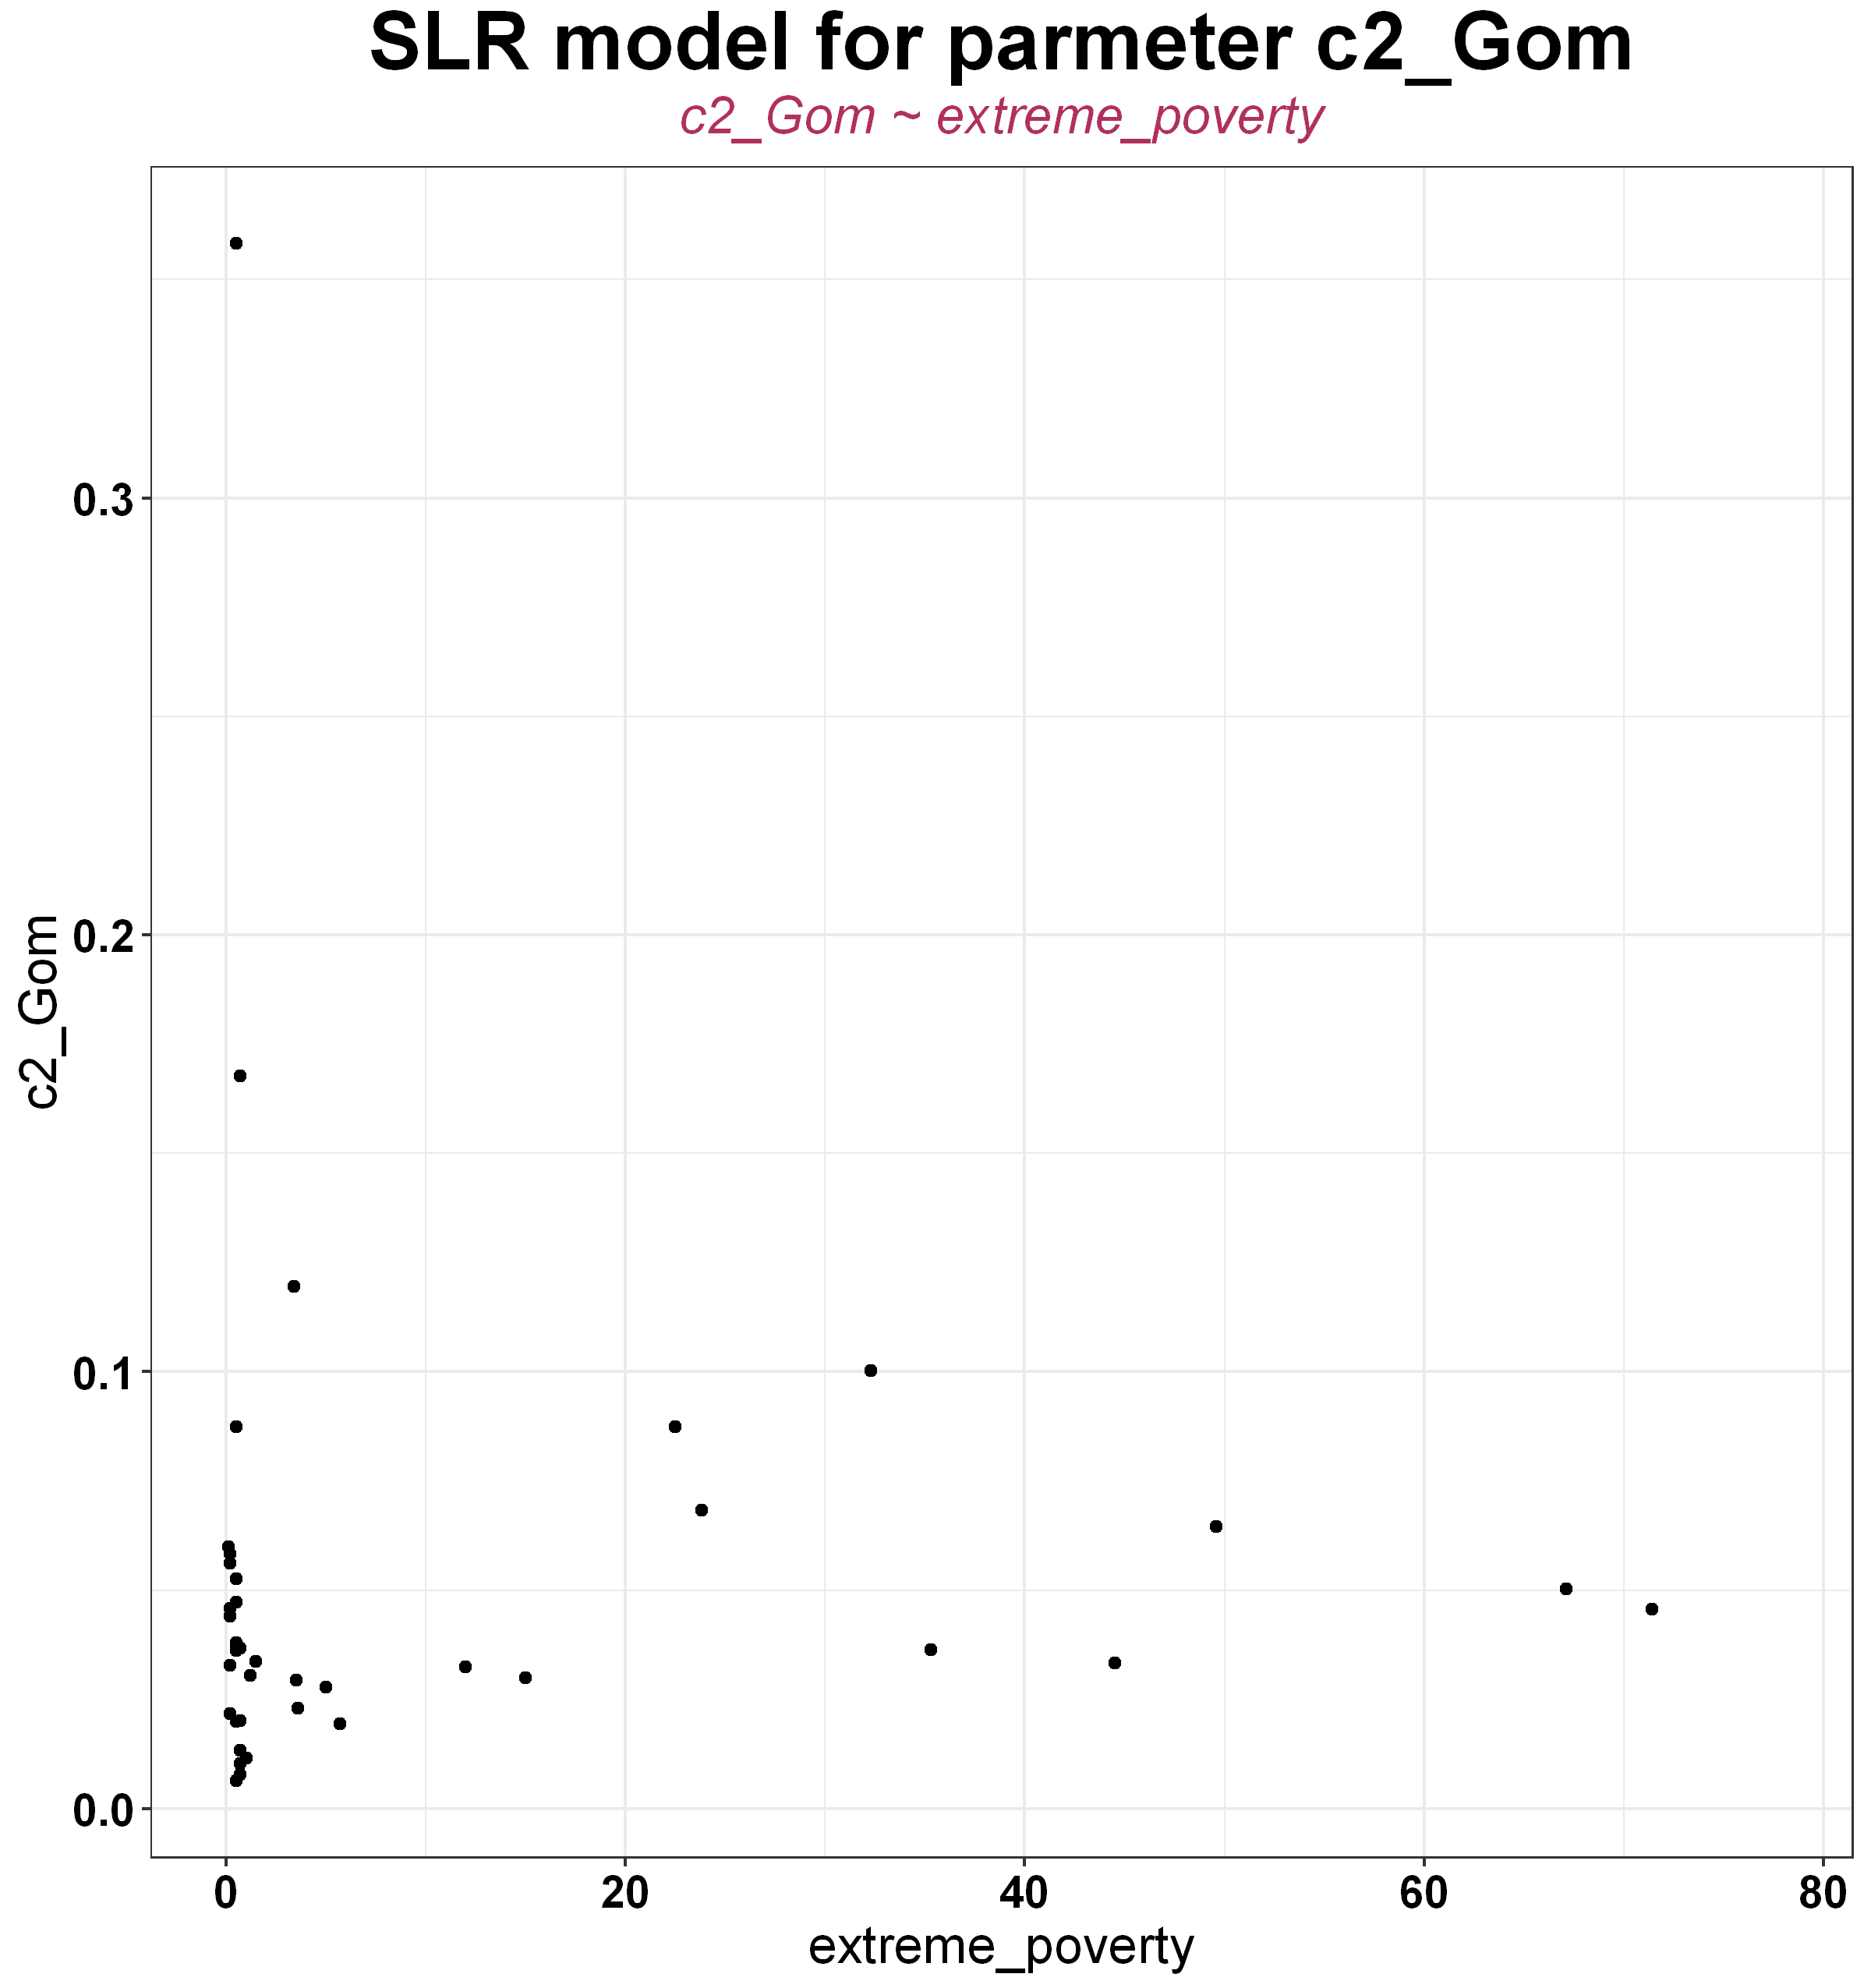 SLR model for parmeter c2_Gom
c2_Gom ~ extreme_poverty
0.3
0.2
0.1
0.0
c2_Gom
0 20 40 60 80
extreme_poverty